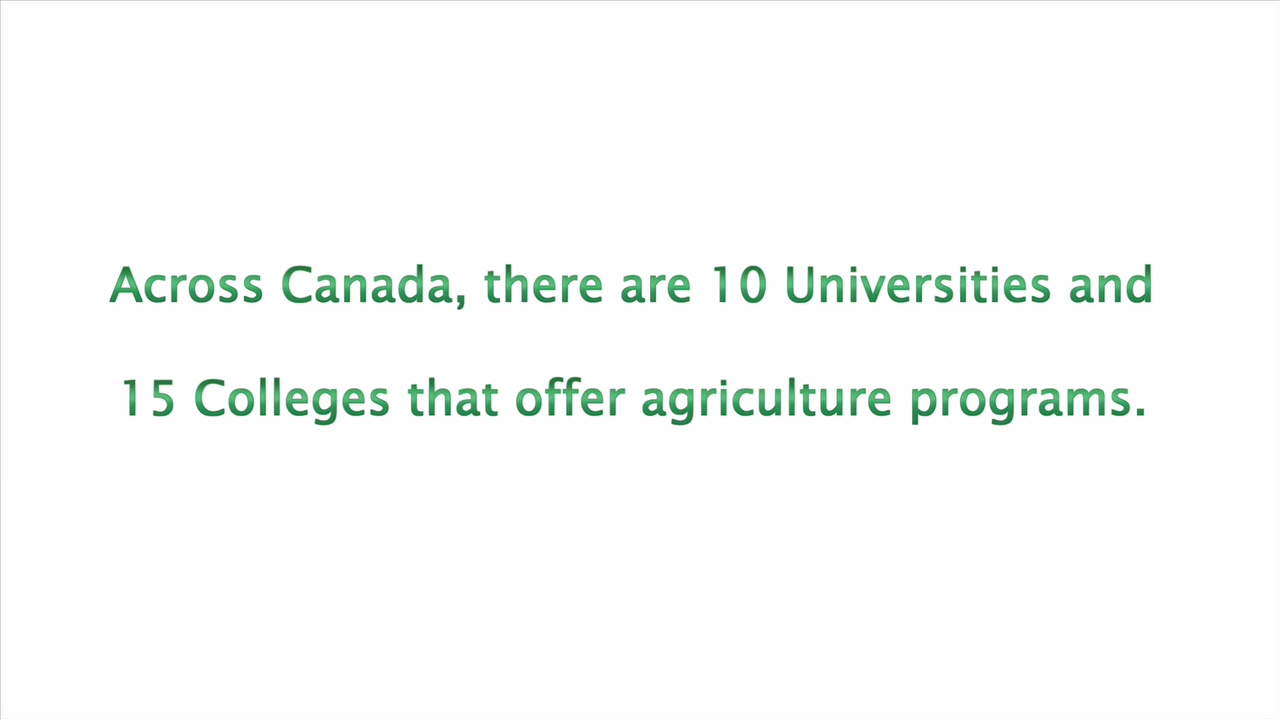 Across Canada, there are 10 Universities and
15 Colleges that offer agriculture programs.